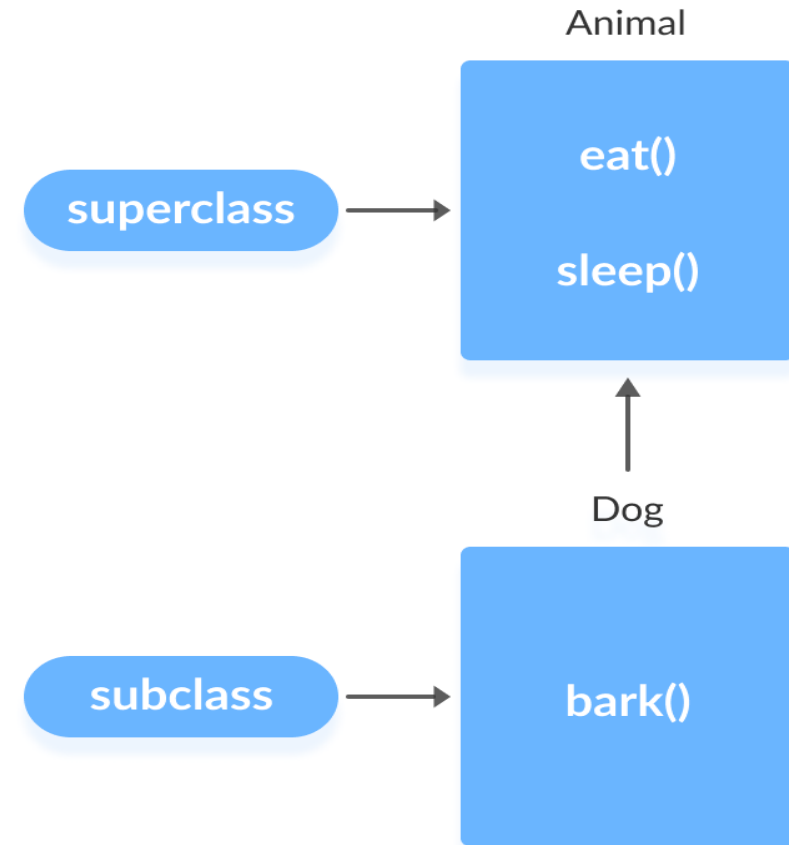 Animal
eat()
superclass
sleep()
Dog
subclass
bark()